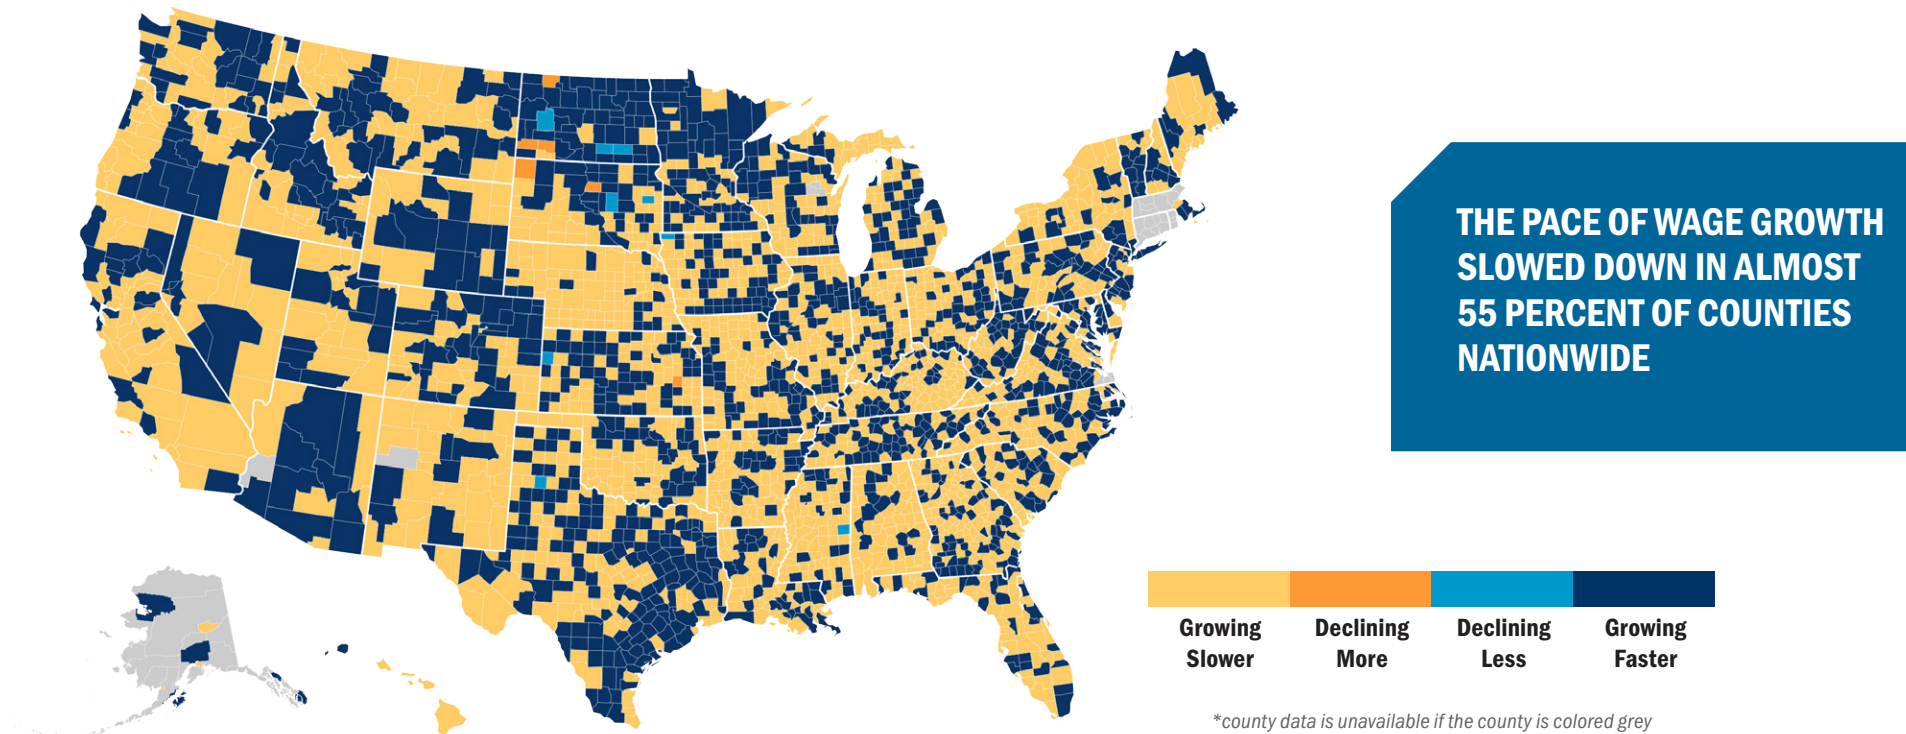 THE PACE OF WAGE GROWTH
SLOWED DOWN IN ALMOST
55 PERCENT OF COUNTIES
NATIONWIDE
Growing Slower
Declining More
Declining Less
Growing Faster
*county data is unavailable if the county is colored grey